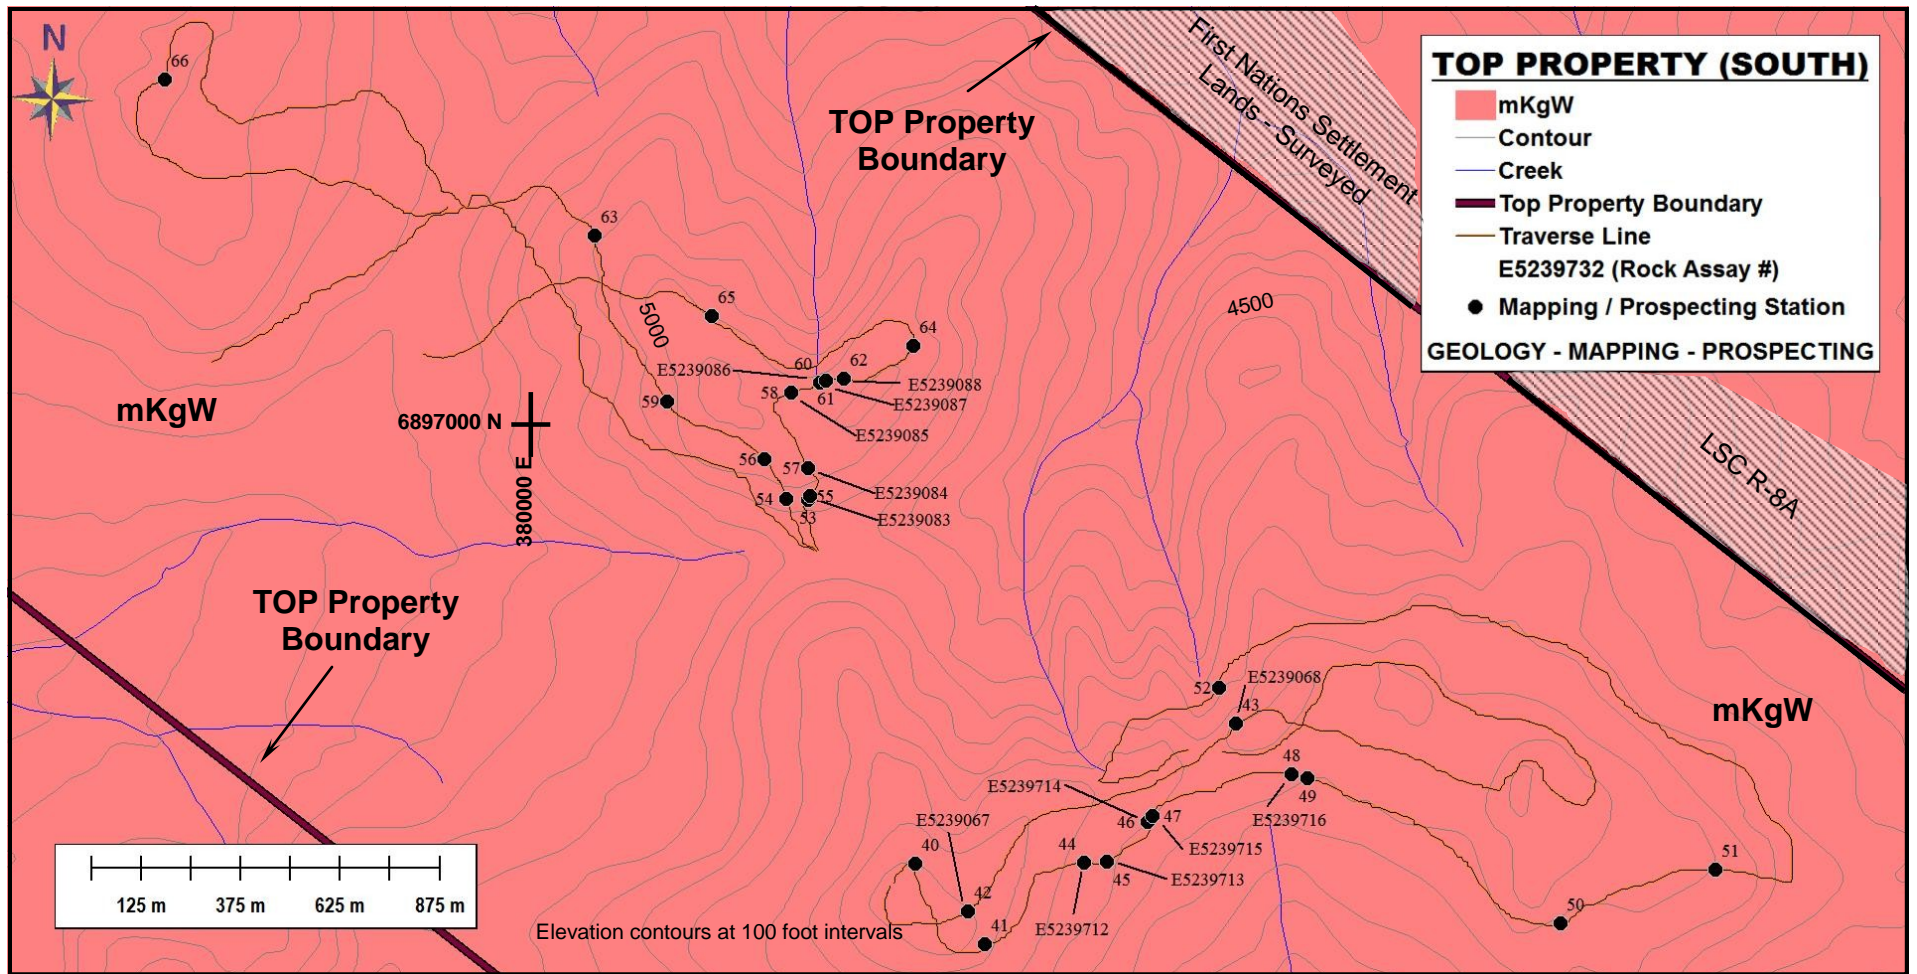 N
66
First Nations Settlement
Lands - Surveyed
TOP Property
Boundary
TOP PROPERTY (SOUTH)
mKgW
Contour
Creek
Top Property Boundary
Traverse Line
E5239732 (Rock Assay #)
Mapping / Prospecting Station
GEOLOGY - MAPPING - PROSPECTING
63
65
5000
4500
64
60
62
E5239086
E5239088
58
61
E5239087
59
mKgW
6897000 N
380000 E
E5239085
56
57
54
55
E5239084
53
E5239083
LSC R-8A
TOP Property
Boundary
52
E5239068
43
mKgW
48
E5239714
49
46
47
E5239716
E5239067
40
44
E5239715
45
E5239713
51
42
50
41
E5239712
125 m
375 m
625 m
875 m
Elevation contours at 100 foot intervals